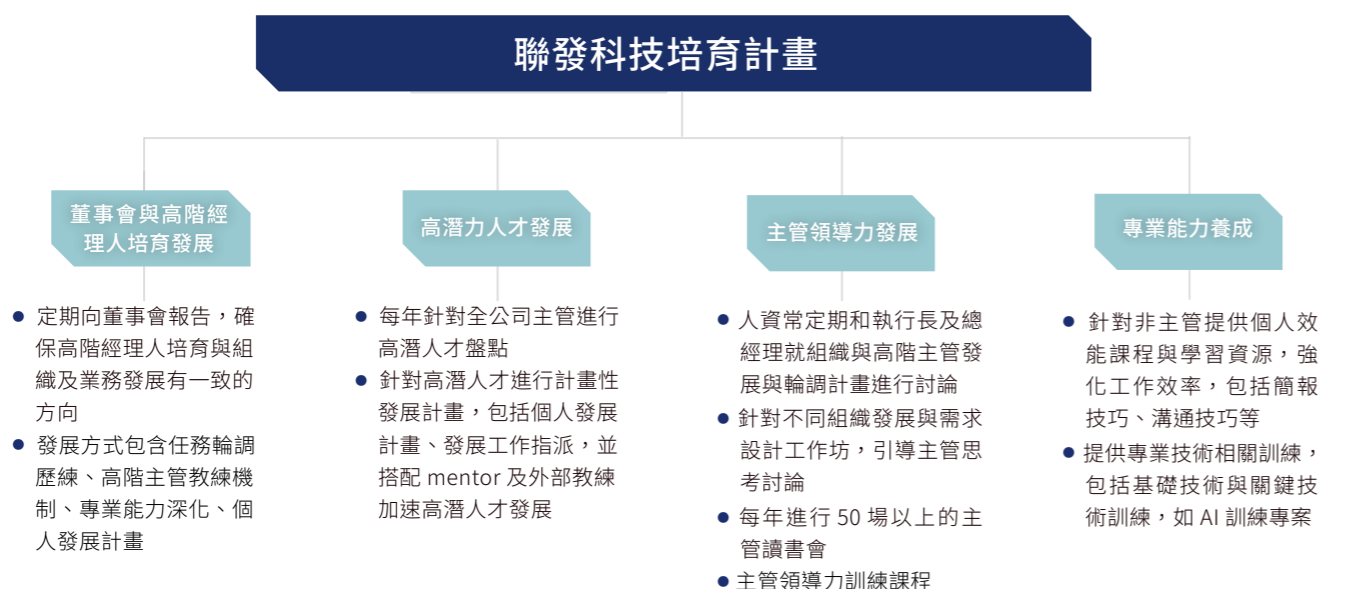 聯發科技培育計畫
董事會與高階經
理人培育發展
● 定期向董事會報告，確
保高階經理人培育與組
織及業務發展有一致的
方向
● 發展方式包含任務輪調
歷練、高階主管教練機
制、專業能力深化、個
人發展計畫
高潛力人才發展
● 每年針對全公司主管進行
高潛人才盤點
● 針對高潛人才進行計畫性
發展計畫，包括個人發展
計畫、發展工作指派，並
搭配 mentor 及外部教練
加速高潛人才發展
主管領導力發展
● 人資常定期和執行長及總
經理就組織與高階主管發
展與輪調計畫進行討論
● 針對不同組織發展與需求
設計工作坊，引導主管思
考討論
● 每年進行 50 場以上的主
管讀書會
● 主管領導力訓練課程
專業能力養成
● 針對非主管提供個人效
能課程與學習資源，強
化工作效率，包括簡報
技巧、溝通技巧等
● 提供專業技術相關訓練，
包括基礎技術與關鍵技
術訓練，如 AI 訓練專案